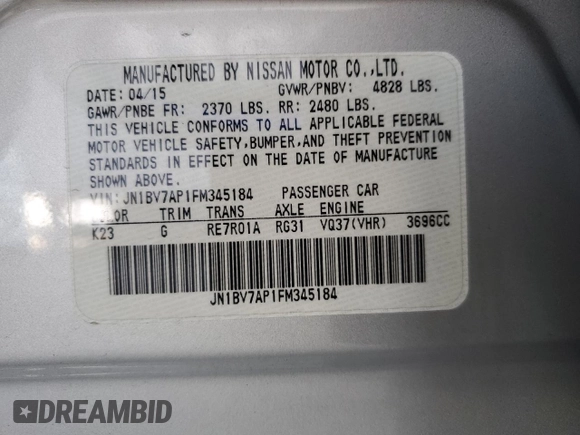 MANUFACTURED BY NISSAN MOTOR CO.,LTD.
DATE: 04/15 GVWR/PNBV: 4828 LBS.
GAWR/PNBE FR: 2370 LBS. RR: 2480 LBS.
THIS VEHICLE CONFORMS TO ALL APPLICABLE FEDERAL
MOTOR VEHICLE SAFETY,BUMPER,AND THEFT PREVENTION
STANDARDS IN EFFECT ON THE DATE OF MANUFACTURE
SHOWN ABOVE.
VIN: JN1BV7AP1FM345184 PASSENGER CAR
COLOR TRIM TRANS AXLE ENGINE
K23 G RE7R01A RG31 VQ37(VHR) 3696CC
JN1BV7AP1FM345184
DREAMBID